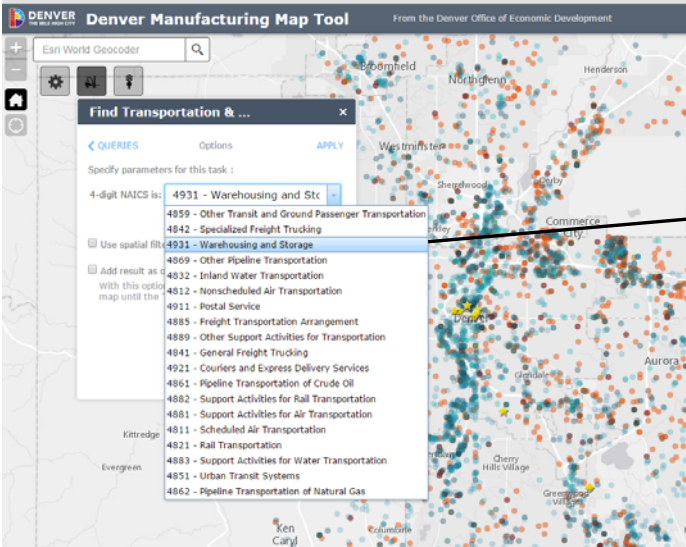 DENVER
THE MILE HIGH CITY
Denver Manufacturing Map Tool
From the Denver Office of Economic Development
Esri World Geocoder
Find Transportation & ...
×
QUERIES
Options
APPLY
Specify parameters for this task :
4-digit NAICS is:
4931 - Warehousing and Stc
4859 - Other Transit and Ground Passenger Transportation
4842 - Specialized Freight Trucking
4931 - Warehousing and Storage
4869 - Other Pipeline Transportation
4832 - Inland Water Transportation
4812 - Nonscheduled Air Transportation
4911 - Postal Service
4885 - Freight Transportation Arrangement
4889 - Other Support Activities for Transportation
4841 - General Freight Trucking
4921 - Couriers and Express Delivery Services
4861 - Pipeline Transportation of Crude Oil
4882 - Support Activities for Rail Transportation
4881 - Support Activities for Air Transportation
4811 - Scheduled Air Transportation
4821 - Rail Transportation
4883 - Support Activities for Water Transportation
4851 - Urban Transit Systems
4862 - Pipeline Transportation of Natural Gas
Use spatial filte
Add result as o
With this optio
map until the "
Broomfield
Northglenn
Henderson
Westminster
Sherrelwood
Derby
Commerce
City
Denver
Aurora
Glendale
Kittredge
Evergreen
Cherry
Hills Village
Greenwood
Village
Ken
Caryl
Columbine